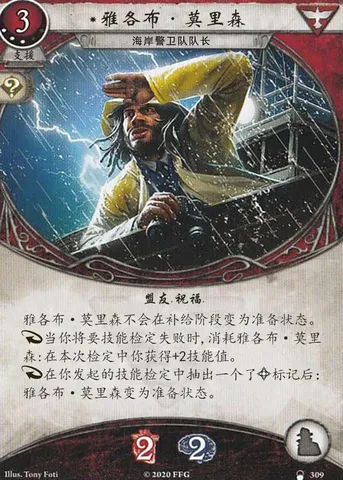 3
*雅各布·莫里森
海岸警卫队队长
支援
盟友.祝福.
雅各布·莫里森不会在补给阶段变为准备状态。
当你将要技能检定失败时,消耗雅各布·莫里
森:在本次检定中你获得+2技能值。
在你发起的技能检定中抽出一个了标记后:
雅各布·莫里森变为准备状态。
2 2
Illus. Tony Foti © 2020 FFG 309